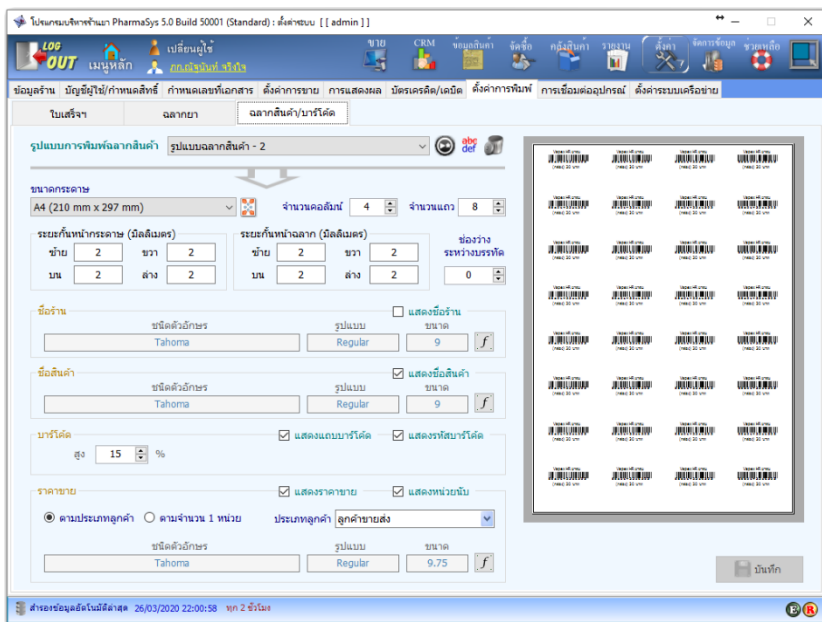 โปรแกรมบริหารร้านยา PharmaSys 5.0 Build 50001 (Standard) : ตั้งค่าระบบ [ [ admin ] ]
LOG OUT เมนูหลัก เปลี่ยนผู้ใช้ ขาย CRM ข้อมูลสินค้า จัดซื้อ คลังสินค้า รายงาน ตั้งค่า จัดการข้อมูล ช่วยเหลือ
ภก.ณัฐนันท์ จริงใจ
ข้อมูลร้าน บัญชีผู้ใช้/กำหนดสิทธิ์ กำหนดเลขที่เอกสาร ตั้งค่าการขาย การแสดงผล บัตรเครดิต/เดบิต ตั้งค่าการพิมพ์ การเชื่อมต่ออุปกรณ์ ตั้งค่าระบบเครือข่าย
ใบเสร็จฯ ฉลากยา ฉลากสินค้า/บาร์โค้ด
รูปแบบการพิมพ์ฉลากสินค้า รูปแบบฉลากสินค้า - 2 abc def
ขนาดกระดาษ
A4 (210 mm x 297 mm) จำนวนคอลัมน์ 4 จำนวนแถว 8
ระยะกั้นหน้ากระดาษ (มิลลิเมตร) ระยะกั้นหน้าฉลาก (มิลลิเมตร) ช่องว่าง
ซ้าย 2 ขวา 2 ซ้าย 2 ขวา 2 ระหว่างบรรทัด
บน 2 ล่าง 2 บน 2 ล่าง 2 0
ชื่อร้าน แสดงชื่อร้าน
ชนิดตัวอักษร รูปแบบ ขนาด
Tahoma Regular 9 f
ชื่อสินค้า แสดงชื่อสินค้า
ชนิดตัวอักษร รูปแบบ ขนาด
Tahoma Regular 9 f
บาร์โค้ด แสดงแถบบาร์โค้ด แสดงรหัสบาร์โค้ด
สูง 15 %
ราคาขาย แสดงราคาขาย แสดงหน่วยนับ
ตามประเภทลูกค้า ตามจำนวน 1 หน่วย ประเภทลูกค้า ลูกค้าขายส่ง
ชนิดตัวอักษร รูปแบบ ขนาด
Tahoma Regular 9.75 f
บันทึก
สำรองข้อมูลอัตโนมัติล่าสุด 26/03/2020 22:00:58 ทุก 2 ชั่วโมง E R